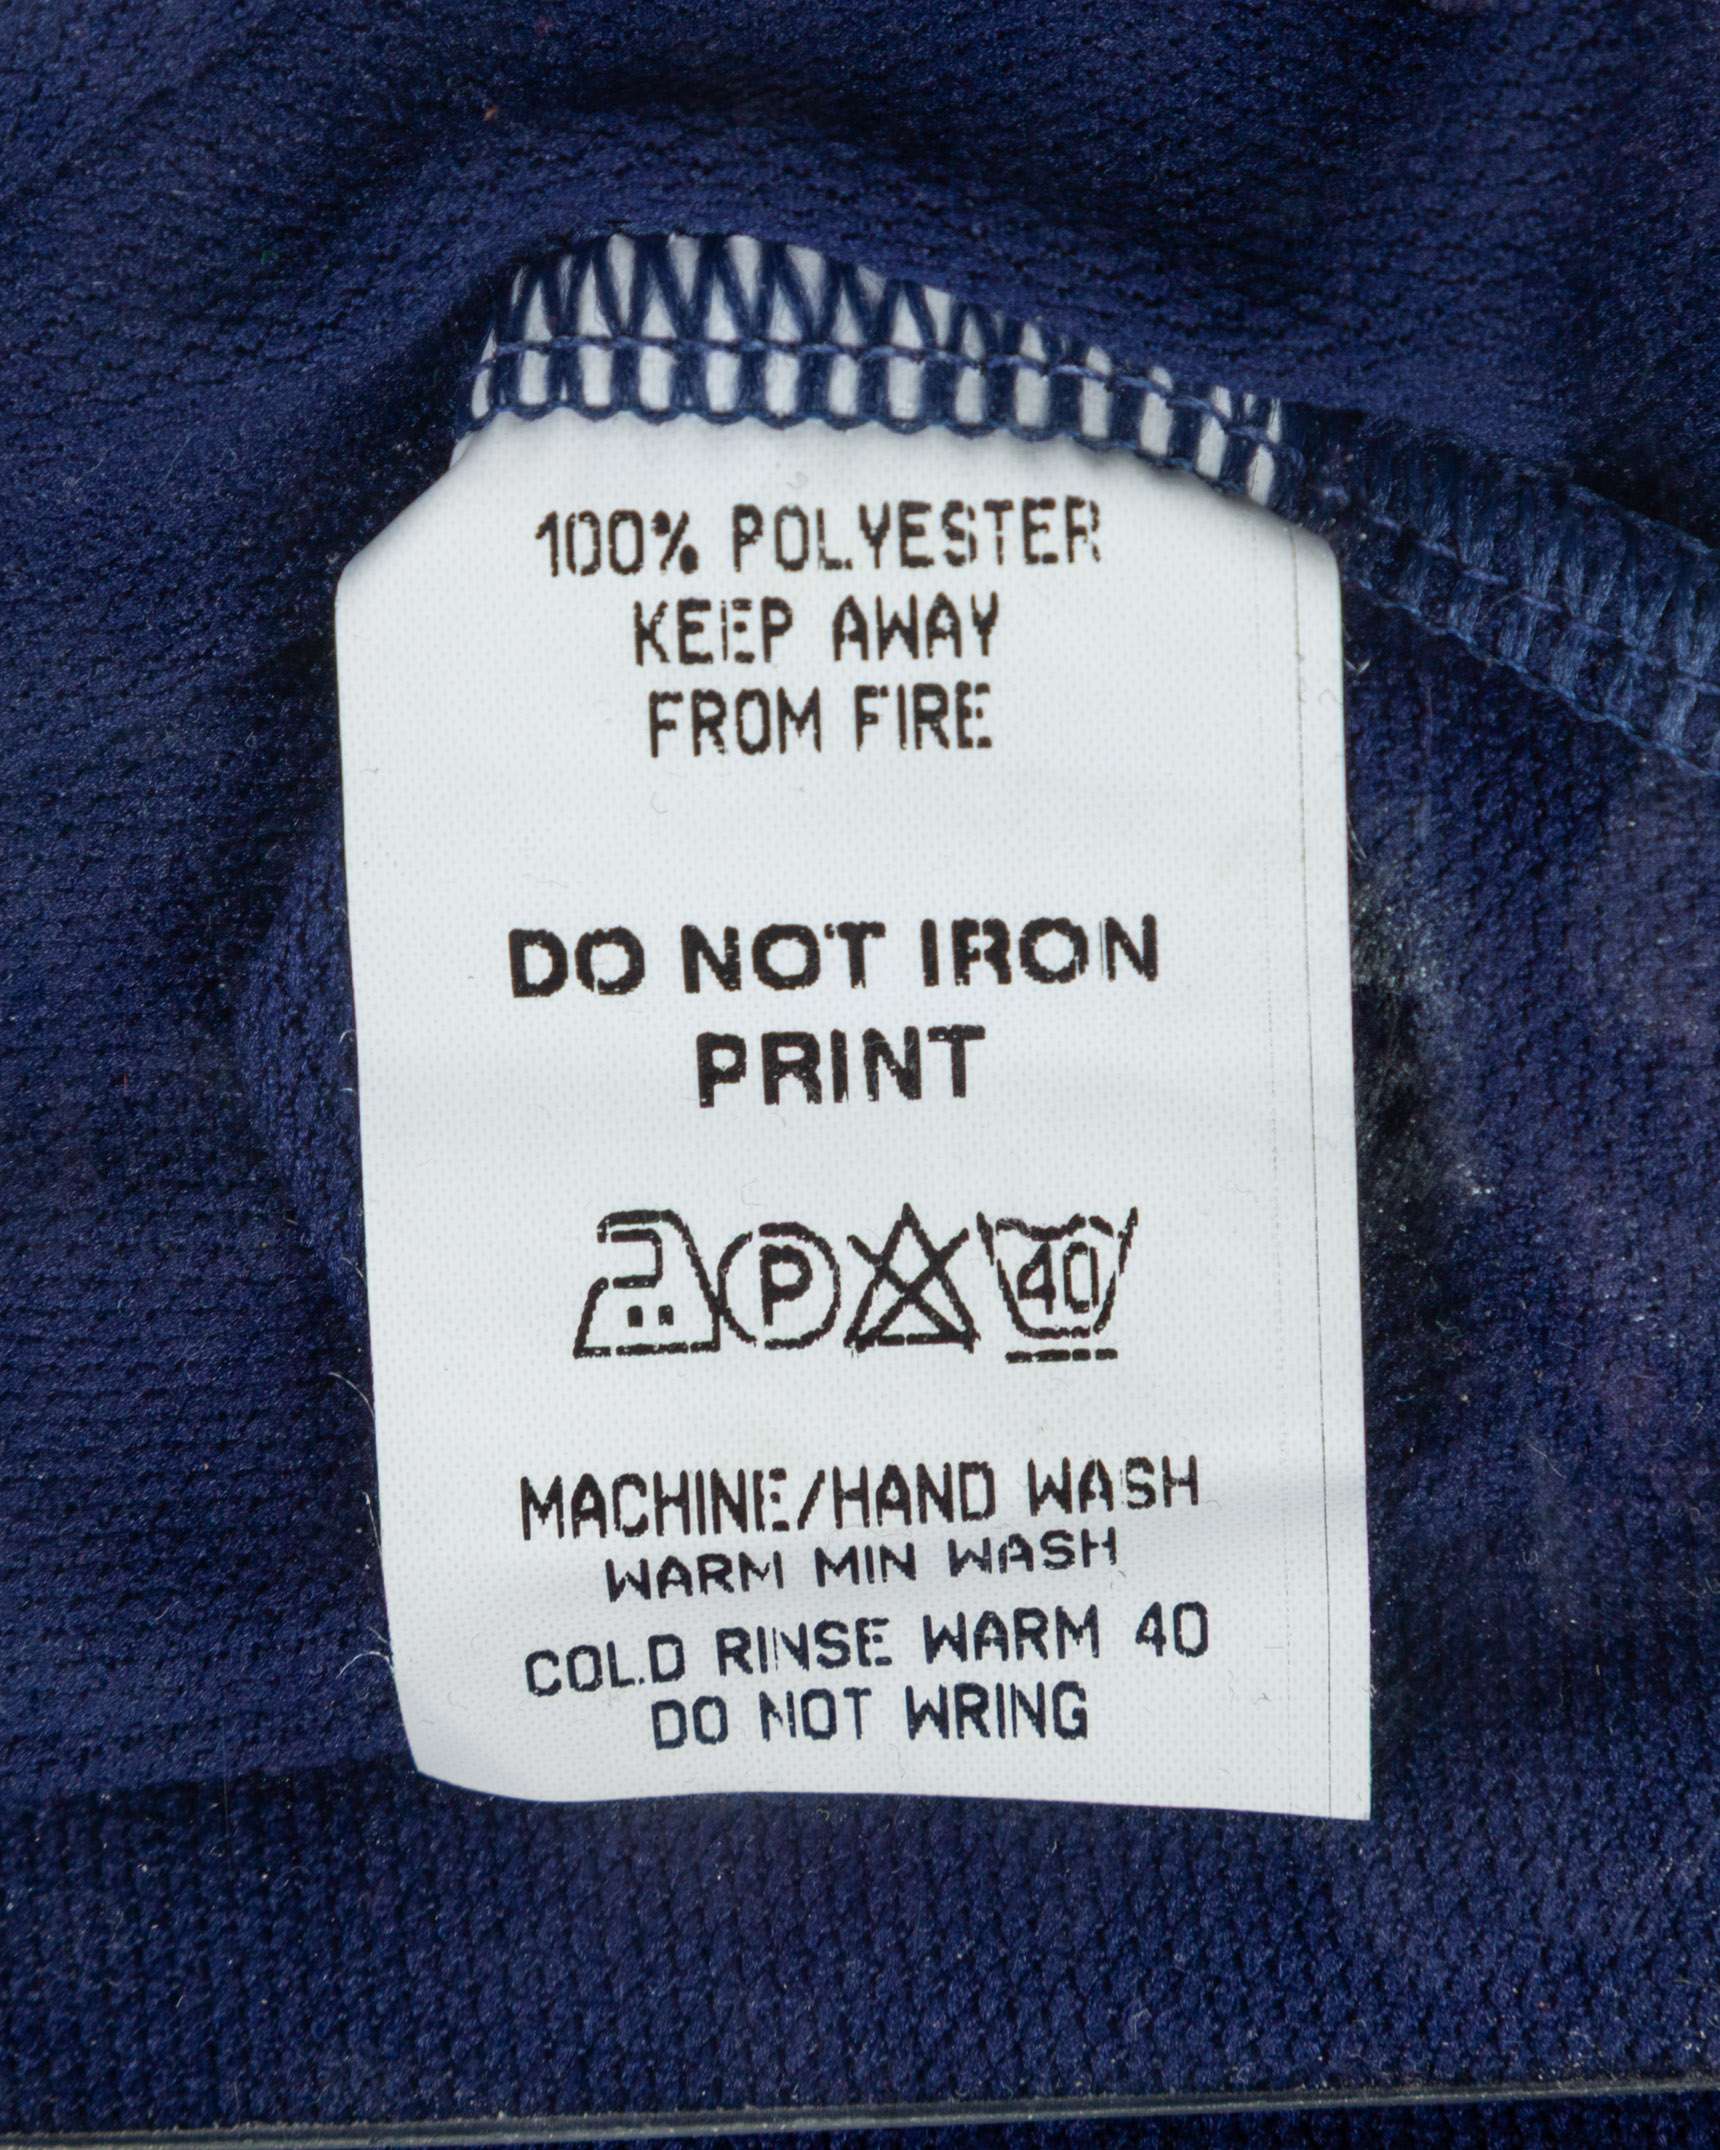 100% POLYESTER
KEEP AWAY
FROM FIRE
DO NOT IRON
PRINT
P 40
MACHINE/HAND WASH
WARM MIN WASH
COLD RINSE WARM 40
DO NOT WRING